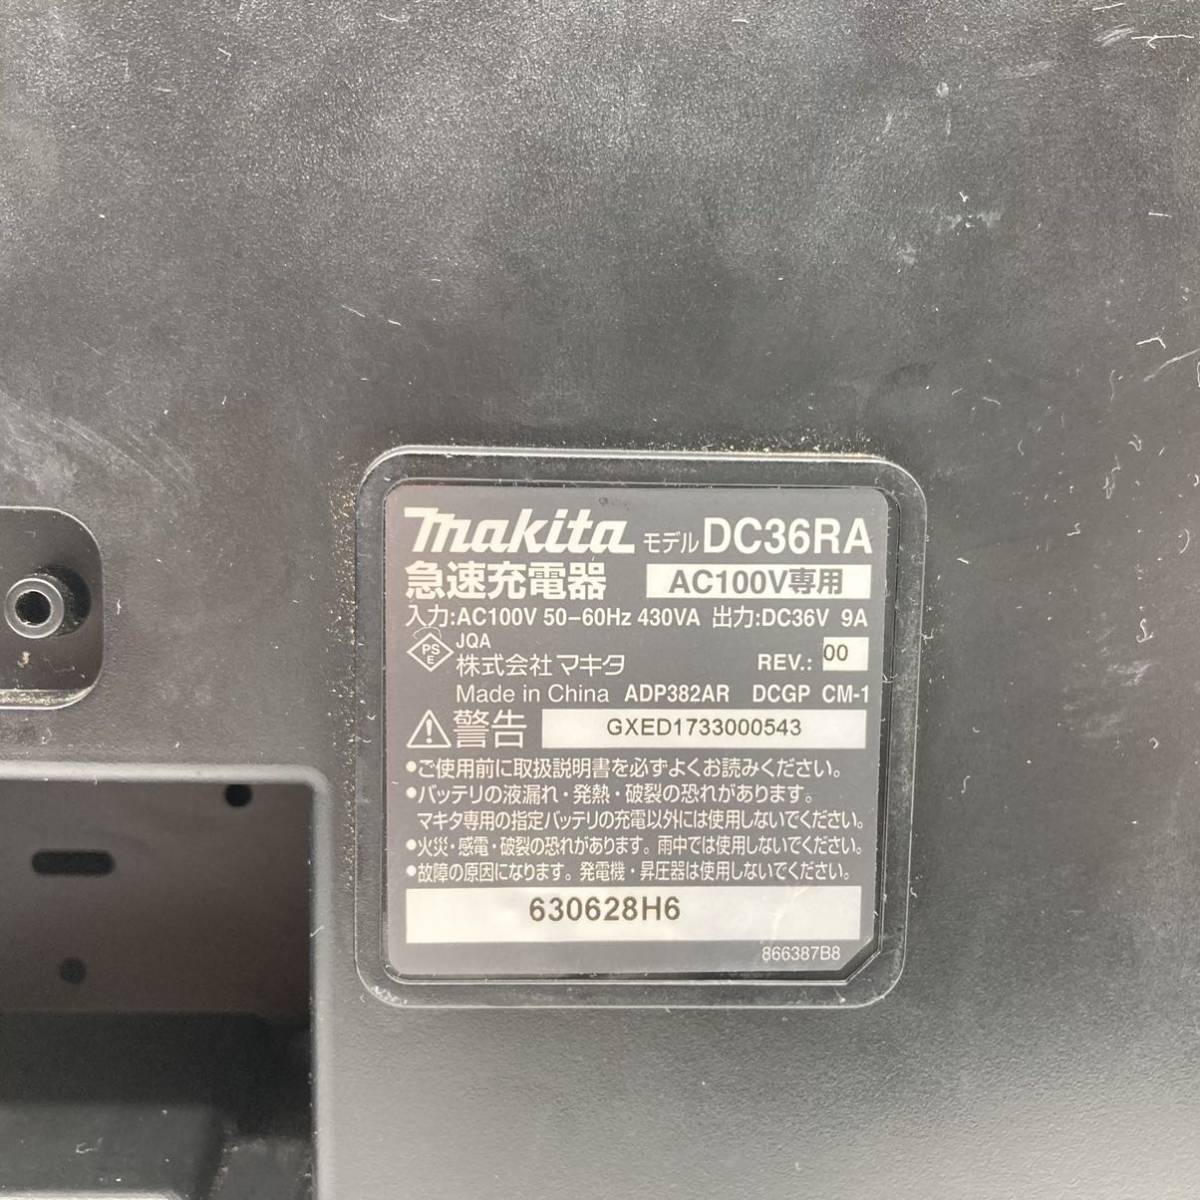 makita モデル DC36RA
急速充電器 AC100V専用
入力:AC100V 50-60Hz 430VA 出力:DC36V 9A
PS E JQA
株式会社 マキタ REV.: 00
Made in China ADP382AR DCGP CM-1
警告 GXED1733000543
•ご使用前に取扱説明書を必ずよくお読みください。
•バッテリの液漏れ・発熱・破裂の恐れがあります。
マキタ専用の指定バッテリの充電以外には使用しないでください。
•火災・感電・破裂の恐れがあります。雨中では使用しないでください。
•故障の原因になります。発電機・昇圧器は使用しないでください。
630628H6
866387B8